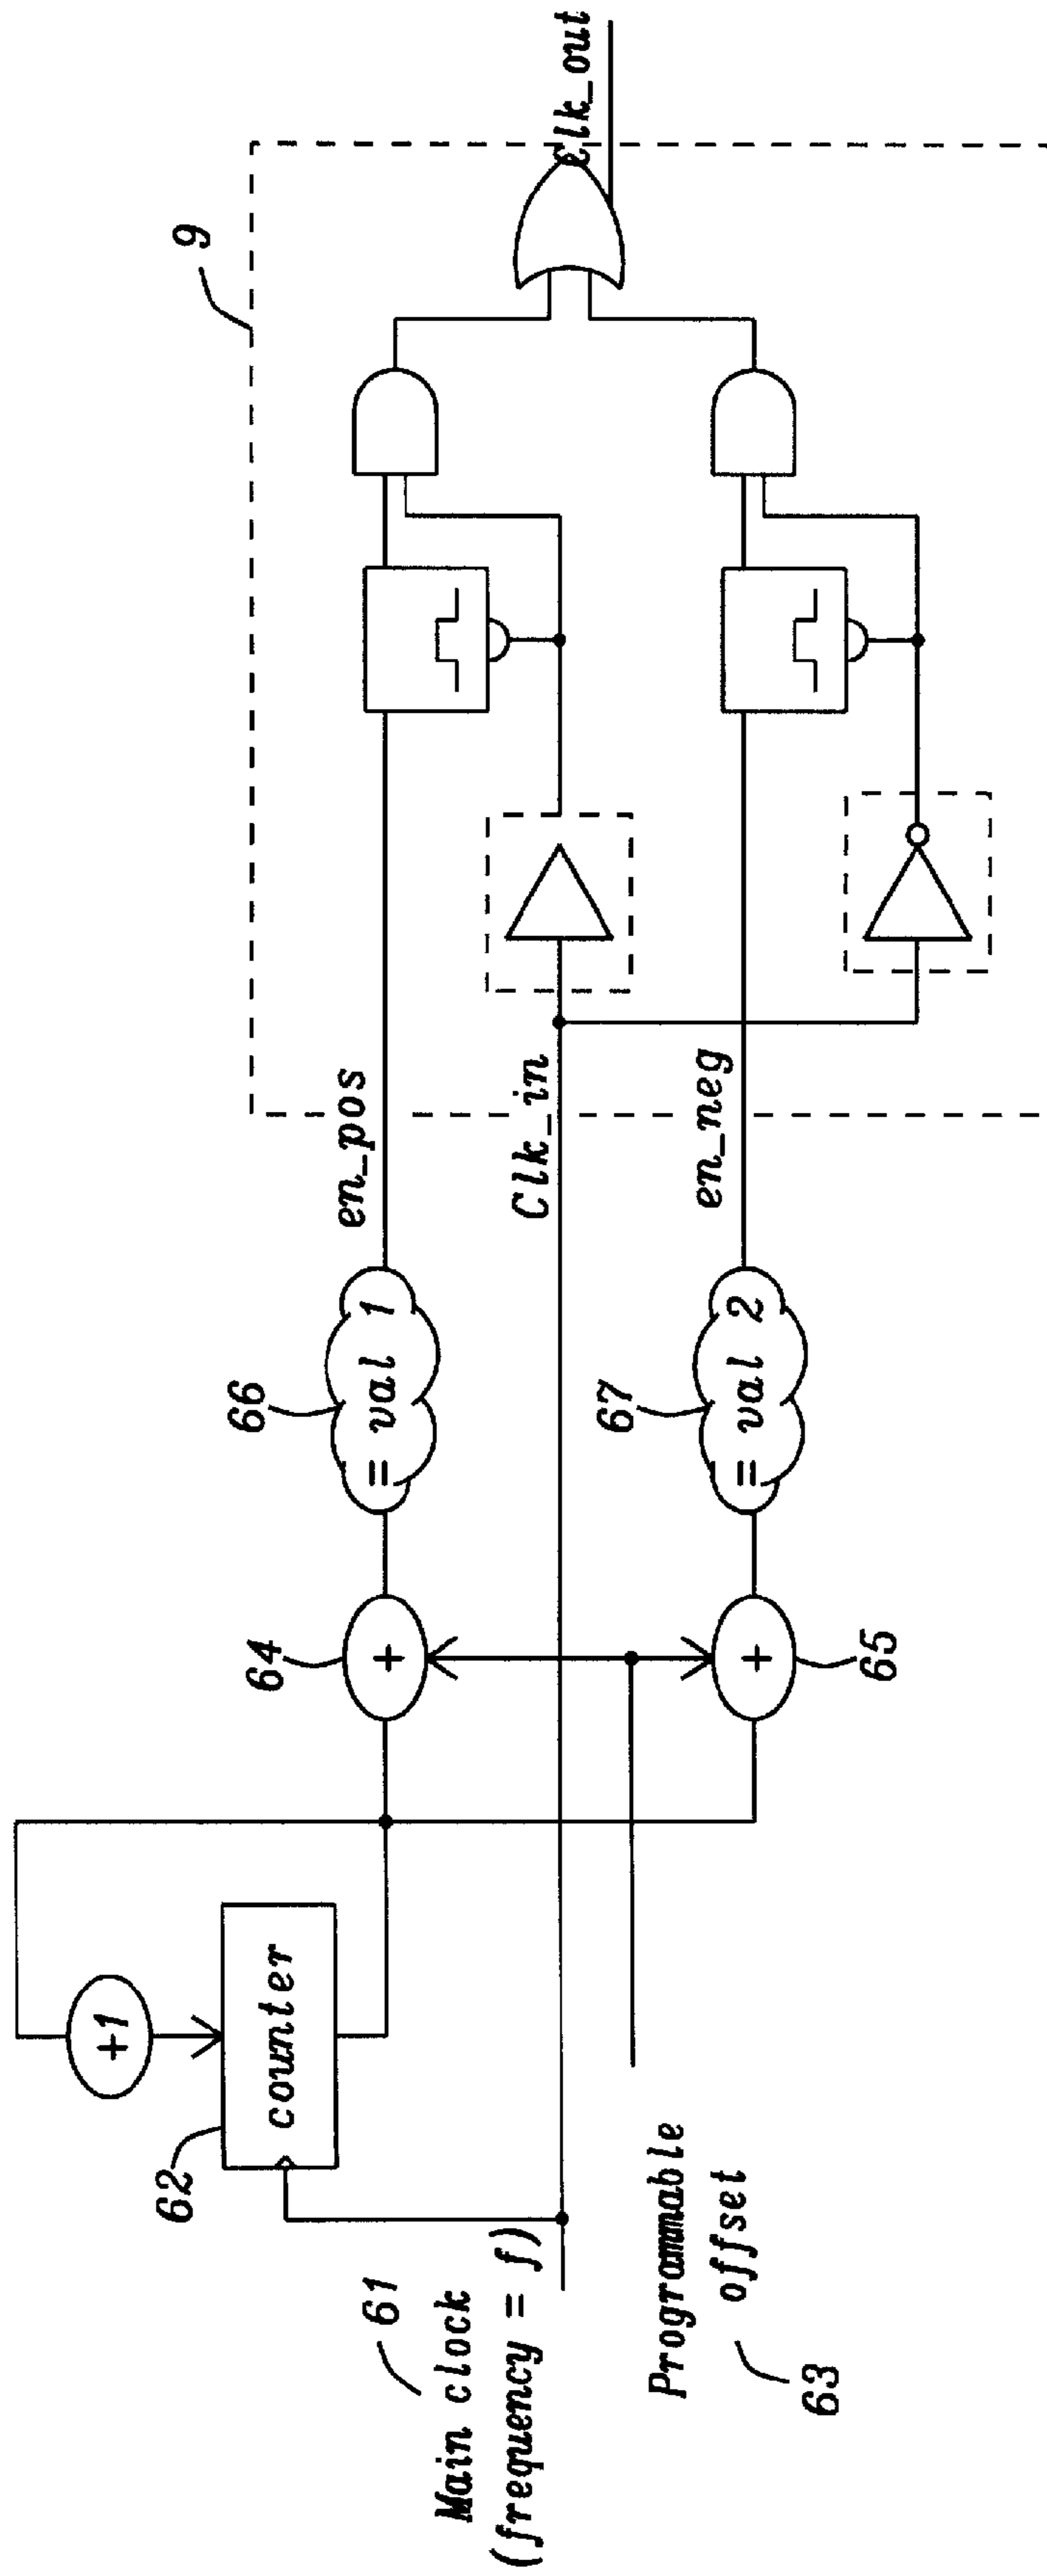 61
Main clock
(frequency = f)
62
counter
+1
Programmable
offset
63
64
+
65
+
66
= val 1
67
= val 2
en_pos
Clk_in
en_neg
9
Clk_out